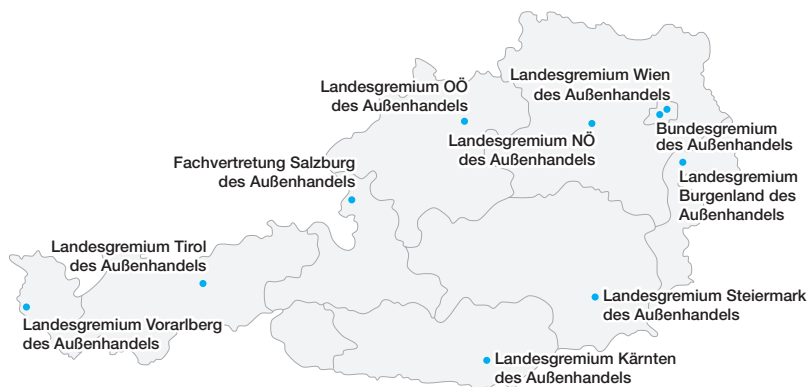 Landesgremium Wien
des Außenhandels
Landesgremium OÖ
des Außenhandels
Landesgremium NÖ
des Außenhandels
Bundesgremium
des Außenhandels
Fachvertretung Salzburg
des Außenhandels
Landesgremium
Burgenland des
Außenhandels
Landesgremium Tirol
des Außenhandels
Landesgremium Steiermark
des Außenhandels
Landesgremium Vorarlberg
des Außenhandels
Landesgremium Kärnten
des Außenhandels